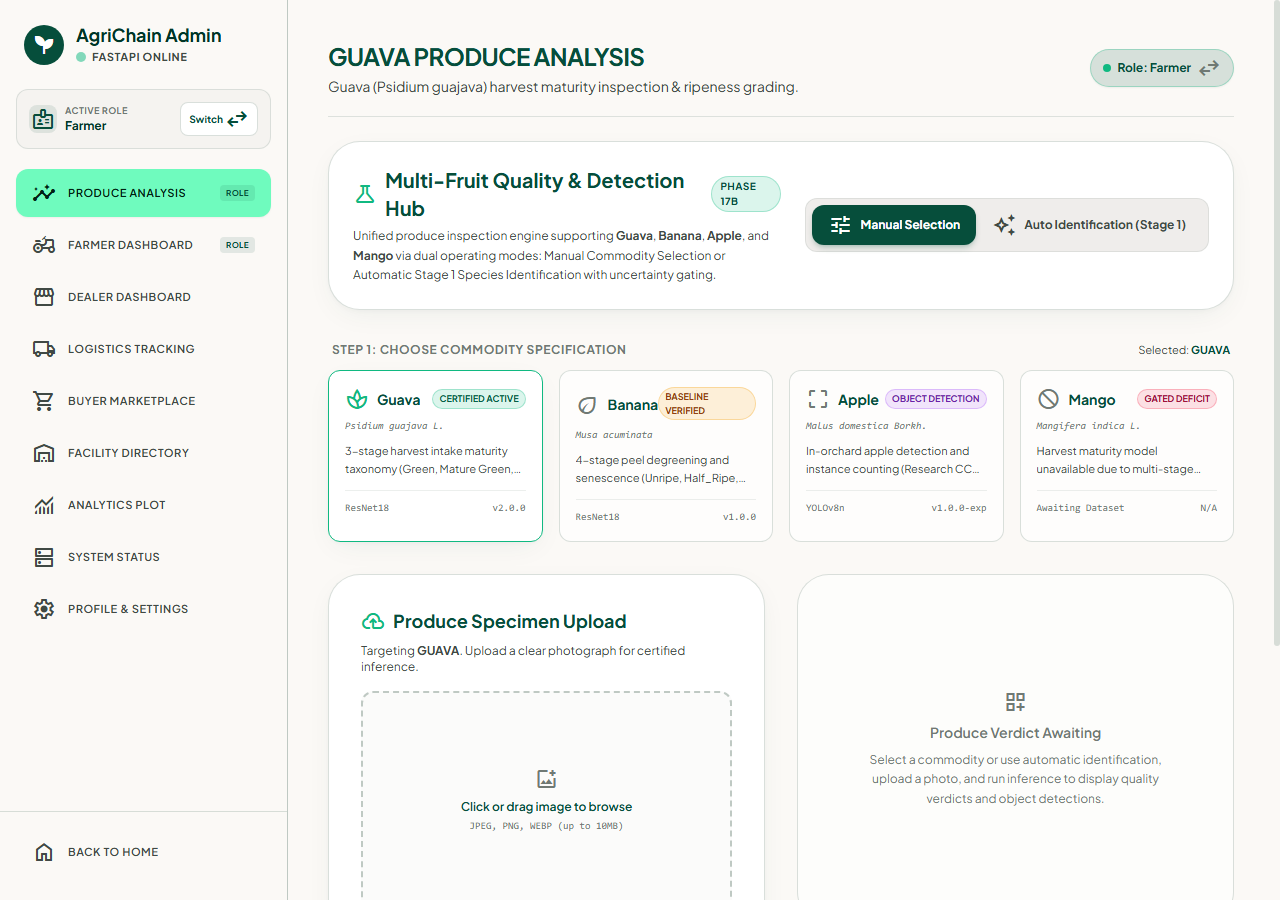 AgriChain Admin
FASTAPI ONLINE
ACTIVE ROLE
Farmer
Switch
PRODUCE ANALYSIS
ROLE
FARMER DASHBOARD
ROLE
DEALER DASHBOARD
LOGISTICS TRACKING
BUYER MARKETPLACE
FACILITY DIRECTORY
ANALYTICS PLOT
SYSTEM STATUS
PROFILE & SETTINGS
BACK TO HOME
GUAVA PRODUCE ANALYSIS
Guava (Psidium guajava) harvest maturity inspection & ripeness grading.
Role: Farmer
Multi-Fruit Quality & Detection
Hub
PHASE
17B
Unified produce inspection engine supporting Guava, Banana, Apple, and
Mango via dual operating modes: Manual Commodity Selection or
Automatic Stage 1 Species Identification with uncertainty gating.
Manual Selection
Auto Identification (Stage 1)
STEP 1: CHOOSE COMMODITY SPECIFICATION
Selected: GUAVA
Guava
CERTIFIED ACTIVE
Psidium guajava L.
3-stage harvest intake maturity
taxonomy (Green, Mature Green,...
ResNet18
v2.0.0
Banana
BASELINE
VERIFIED
Musa acuminata
4-stage peel degreening and
senescence (Unripe, Half_Ripe,...
ResNet18
v1.0.0
Apple
OBJECT DETECTION
Malus domestica Borkh.
In-orchard apple detection and
instance counting (Research CC...
YOLOv8n
v1.0.0-exp
Mango
GATED DEFICIT
Mangifera indica L.
Harvest maturity model
unavailable due to multi-stage...
Awaiting Dataset
N/A
Produce Specimen Upload
Targeting GUAVA. Upload a clear photograph for certified
inference.
Click or drag image to browse
JPEG, PNG, WEBP (up to 10MB)
Produce Verdict Awaiting
Select a commodity or use automatic identification,
upload a photo, and run inference to display quality
verdicts and object detections.